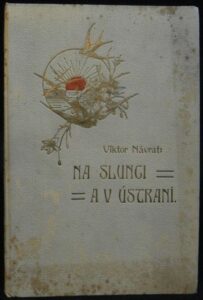 Viktor Návrat:
NA SLUNCI =
= A V ÚSTRANÍ.